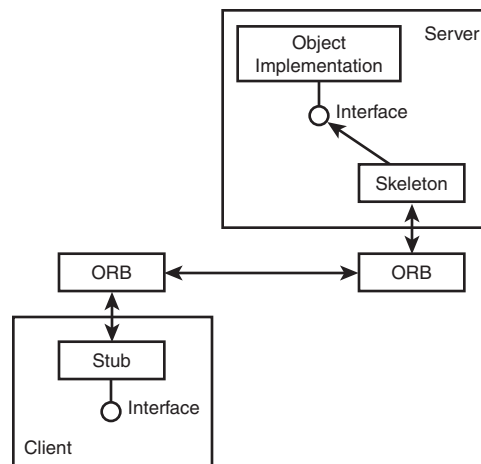 Server
Object
Implementation
Interface
Skeleton
ORB
ORB
Stub
Interface
Client